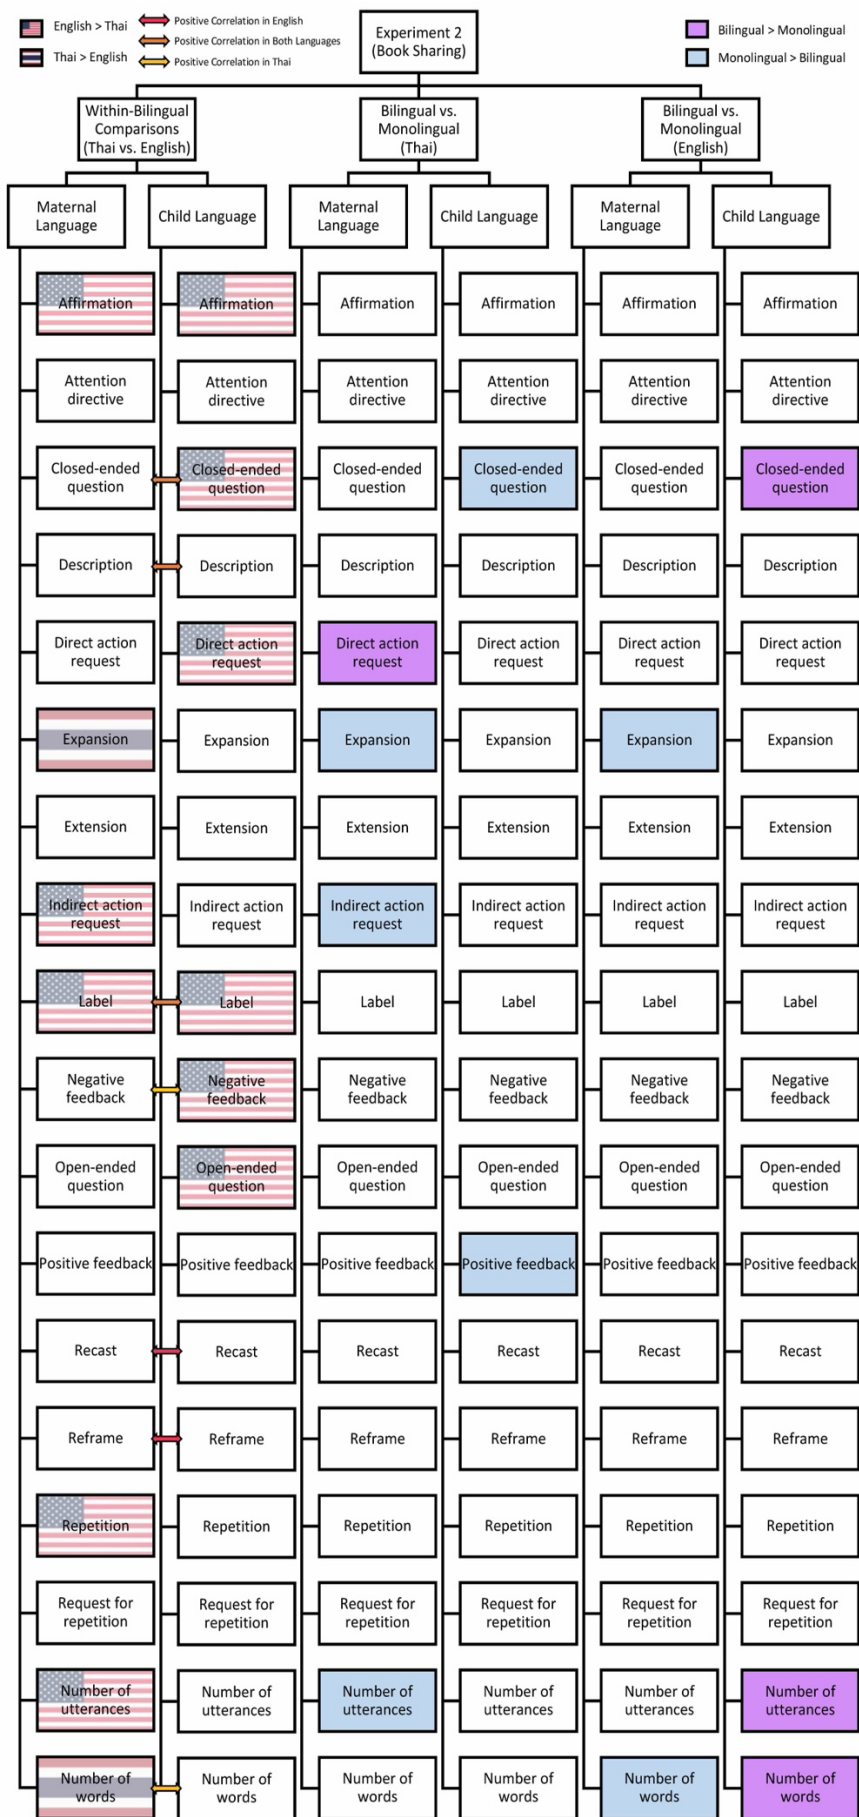 English > Thai
Thai > English
Positive Correlation in English
Positive Correlation in Both Languages
Positive Correlation in Thai
Experiment 2
(Book Sharing)
Bilingual > Monolingual
Monolingual > Bilingual
Within-Bilingual
Comparisons
(Thai vs. English)
Bilingual vs.
Monolingual
(Thai)
Bilingual vs.
Monolingual
(English)
Maternal
Language
Child Language
Maternal
Language
Child Language
Maternal
Language
Child Language
Affirmation
Affirmation
Affirmation
Affirmation
Affirmation
Affirmation
Attention
directive
Attention
directive
Attention
directive
Attention
directive
Attention
directive
Attention
directive
Closed-ended
question
Closed-ended
question
Closed-ended
question
Closed-ended
question
Closed-ended
question
Closed-ended
question
Description
Description
Description
Description
Description
Description
Direct action
request
Direct action
request
Direct action
request
Direct action
request
Direct action
request
Direct action
request
Expansion
Expansion
Expansion
Expansion
Expansion
Expansion
Extension
Extension
Extension
Extension
Extension
Extension
Indirect action
request
Indirect action
request
Indirect action
request
Indirect action
request
Indirect action
request
Indirect action
request
Label
Label
Label
Label
Label
Label
Negative
feedback
Negative
feedback
Negative
feedback
Negative
feedback
Negative
feedback
Negative
feedback
Open-ended
question
Open-ended
question
Open-ended
question
Open-ended
question
Open-ended
question
Open-ended
question
Positive feedback
Positive feedback
Positive feedback
Positive feedback
Positive feedback
Positive feedback
Recast
Recast
Recast
Recast
Recast
Recast
Reframe
Reframe
Reframe
Reframe
Reframe
Reframe
Repetition
Repetition
Repetition
Repetition
Repetition
Repetition
Request for
repetition
Request for
repetition
Request for
repetition
Request for
repetition
Request for
repetition
Request for
repetition
Number of
utterances
Number of
utterances
Number of
utterances
Number of
utterances
Number of
utterances
Number of
utterances
Number of
words
Number of
words
Number of
words
Number of
words
Number of
words
Number of
words